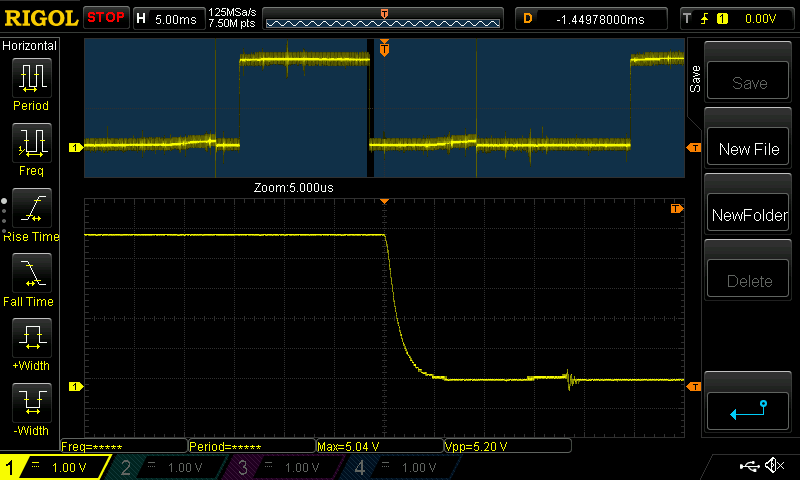 RIGOL STOP H 5.00ms 125MSa/s 7.50M pts T D -1.44978000ms T 1 0.00V
Horizontal
Period
Freq
Rise Time
Fall Time
+Width
-Width
T
1
T
Zoom:5.000us
T
1
T
Save
Save
New File
NewFolder
Delete
Freq=***** Period=***** Max=5.04 V Vpp=5.20 V
1 1.00 V 2 1.00 V 3 1.00 V 4 1.00 V